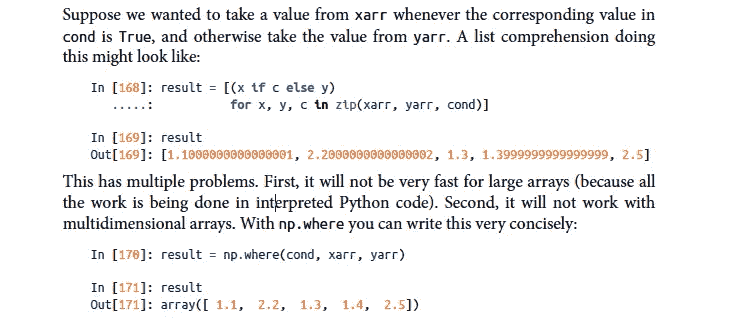 Suppose we wanted to take a value from xarr whenever the corresponding value in
cond is True, and otherwise take the value from yarr. A list comprehension doing
this might look like:
In [168]: result = [(x if c else y)
.....: for x, y, c in zip(xarr, yarr, cond)]
In [169]: result
Out[169]: [1.1000000000000001, 2.2000000000000002, 1.3, 1.3999999999999999, 2.5]
This has multiple problems. First, it will not be very fast for large arrays (because all
the work is being done in interpreted Python code). Second, it will not work with
multidimensional arrays. With np.where you can write this very concisely:
In [170]: result = np.where(cond, xarr, yarr)
In [171]: result
Out[171]: array([ 1.1, 2.2, 1.3, 1.4, 2.5])